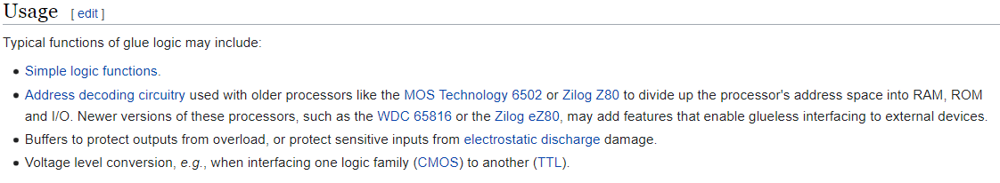 Usage [ edit ]
Typical functions of glue logic may include:
• Simple logic functions.
• Address decoding circuitry used with older processors like the MOS Technology 6502 or Zilog Z80 to divide up the processor's address space into RAM, ROM
and I/O. Newer versions of these processors, such as the WDC 65816 or the Zilog eZ80, may add features that enable glueless interfacing to external devices.
• Buffers to protect outputs from overload, or protect sensitive inputs from electrostatic discharge damage.
• Voltage level conversion, e.g., when interfacing one logic family (CMOS) to another (TTL).